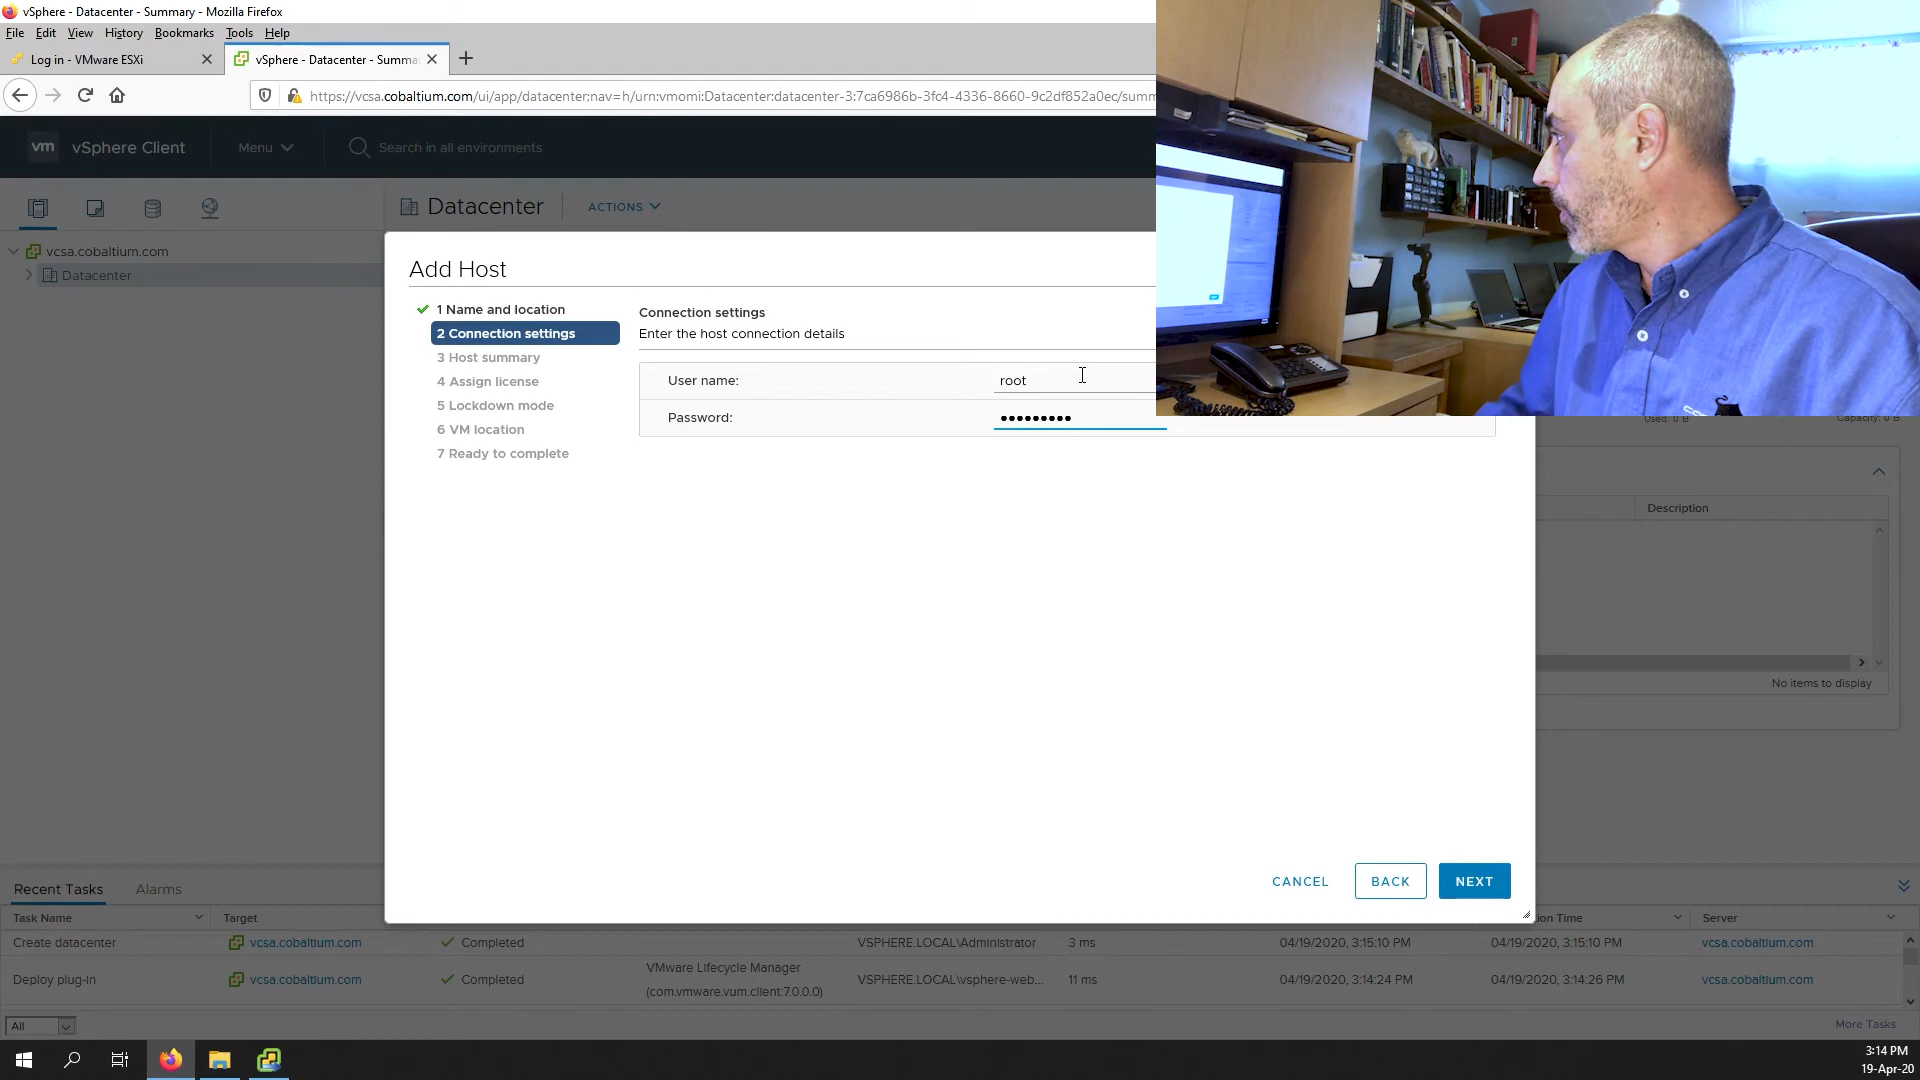 vSphere - Datacenter - Summary - Mozilla Firefox
File Edit View History Bookmarks Tools Help
Log in - VMware ESXi
vSphere - Datacenter - Summa
https://vcsa.cobaltium.com/ui/app/datacenter;nav=h/urn:vmomi:Datacenter:datacenter-3:7ca6986b-3fc4-4336-8660-9c2df852a0ec/summ
vm vSphere Client Menu Search in all environments
Datacenter ACTIONS
vcsa.cobaltium.com
Datacenter
Add Host
1 Name and location
2 Connection settings
3 Host summary
4 Assign license
5 Lockdown mode
6 VM location
7 Ready to complete
Connection settings
Enter the host connection details
User name: root
Password: •••••••••
Used: 0 B Capacity: 0 B
Description
No items to display
CANCEL BACK NEXT
Recent Tasks Alarms
Task Name Target ion Time Server
Create datacenter vcsa.cobaltium.com Completed VSPHERE.LOCAL\Administrator 3 ms 04/19/2020, 3:15:10 PM 04/19/2020, 3:15:10 PM vcsa.cobaltium.com
Deploy plug-in vcsa.cobaltium.com Completed VMware Lifecycle Manager VSPHERE.LOCAL\vsphere-web... 11 ms 04/19/2020, 3:14:24 PM 04/19/2020, 3:14:26 PM vcsa.cobaltium.com
(com.vmware.vum.client:7.0.0.0)
All More Tasks
3:14 PM
19-Apr-20